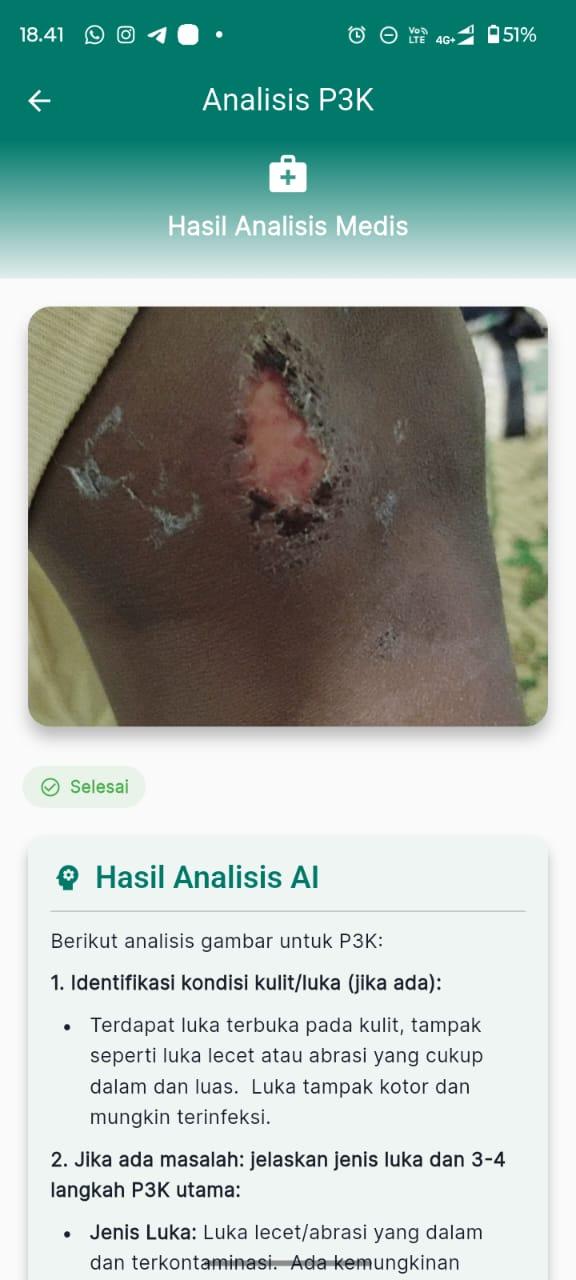 18.41
Vo))
LTE
4G+
51%
Analisis P3K
Hasil Analisis Medis
Selesai
Hasil Analisis AI
Berikut analisis gambar untuk P3K:
1. Identifikasi kondisi kulit/luka (jika ada):
• Terdapat luka terbuka pada kulit, tampak
seperti luka lecet atau abrasi yang cukup
dalam dan luas. Luka tampak kotor dan
mungkin terinfeksi.
2. Jika ada masalah: jelaskan jenis luka dan 3-4
langkah P3K utama:
• Jenis Luka: Luka lecet/abrasi yang dalam
dan terkontaminasi. Ada kemungkinan